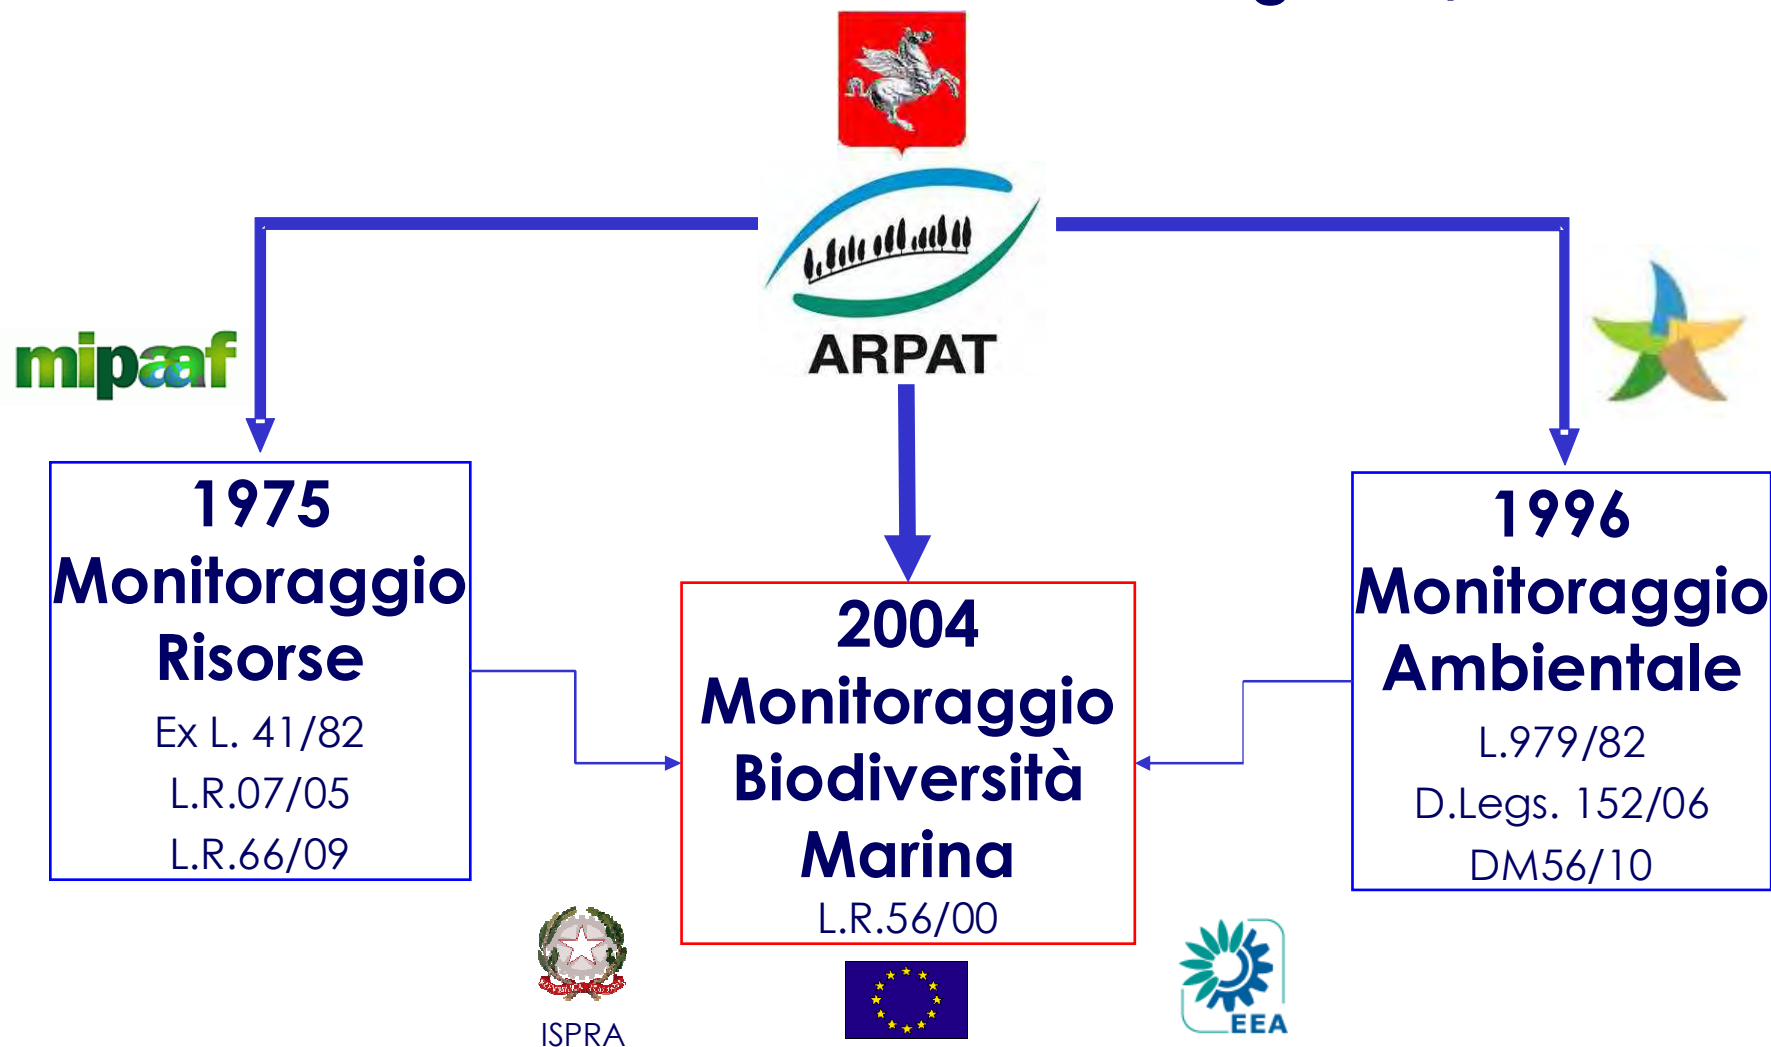 ARPAT
mipaaf
1975
Monitoraggio
Risorse
Ex L. 41/82
L.R.07/05
L.R.66/09
2004
Monitoraggio
Biodiversità
Marina
L.R.56/00
1996
Monitoraggio
Ambientale
L.979/82
D.Legs. 152/06
DM56/10
ISPRA
EEA